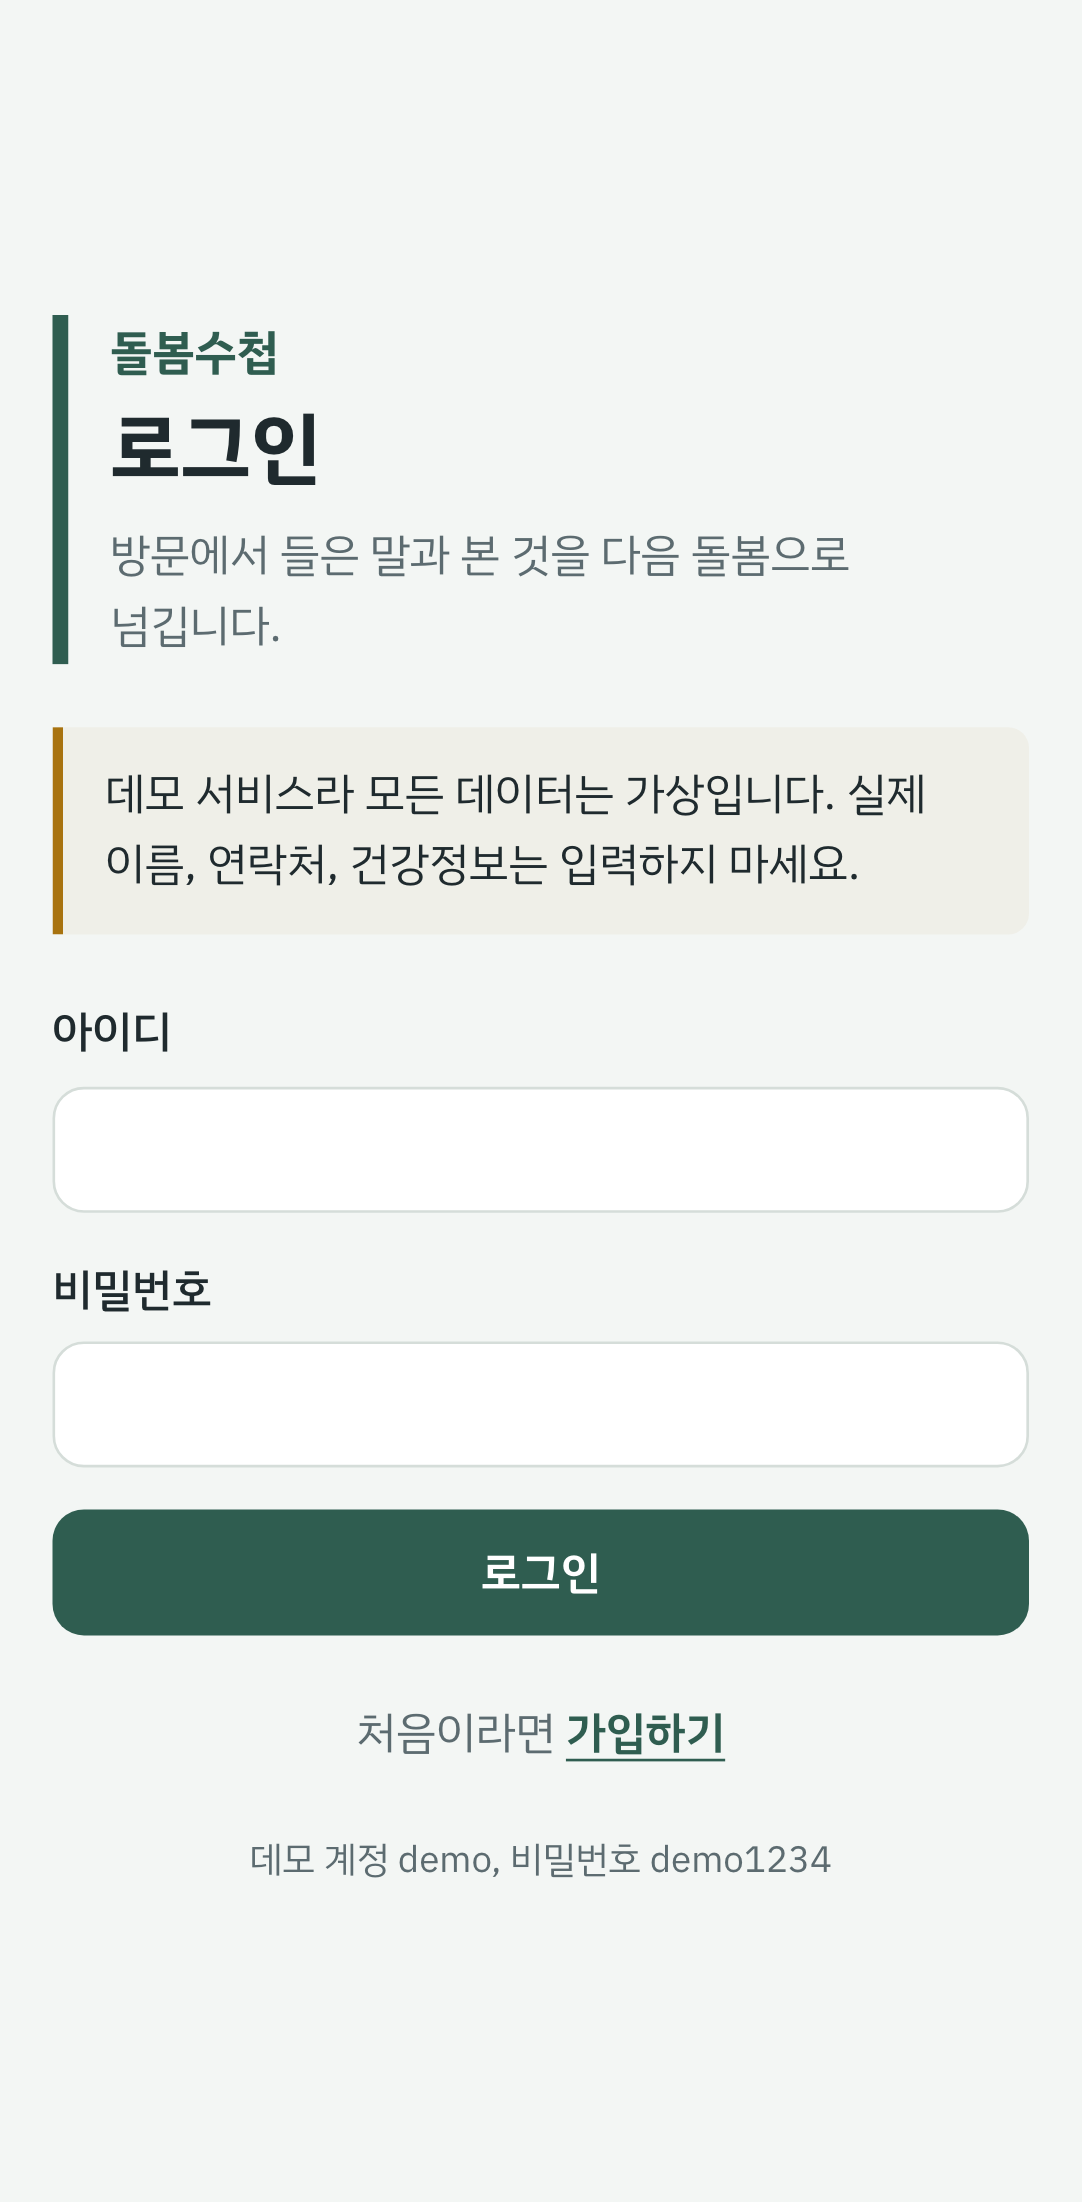 돌봄수첩
로그인
방문에서 들은 말과 본 것을 다음 돌봄으로
넘깁니다.
데모 서비스라 모든 데이터는 가상입니다. 실제
이름, 연락처, 건강정보는 입력하지 마세요.
아이디
비밀번호
로그인
처음이라면 가입하기
데모 계정 demo, 비밀번호 demo1234